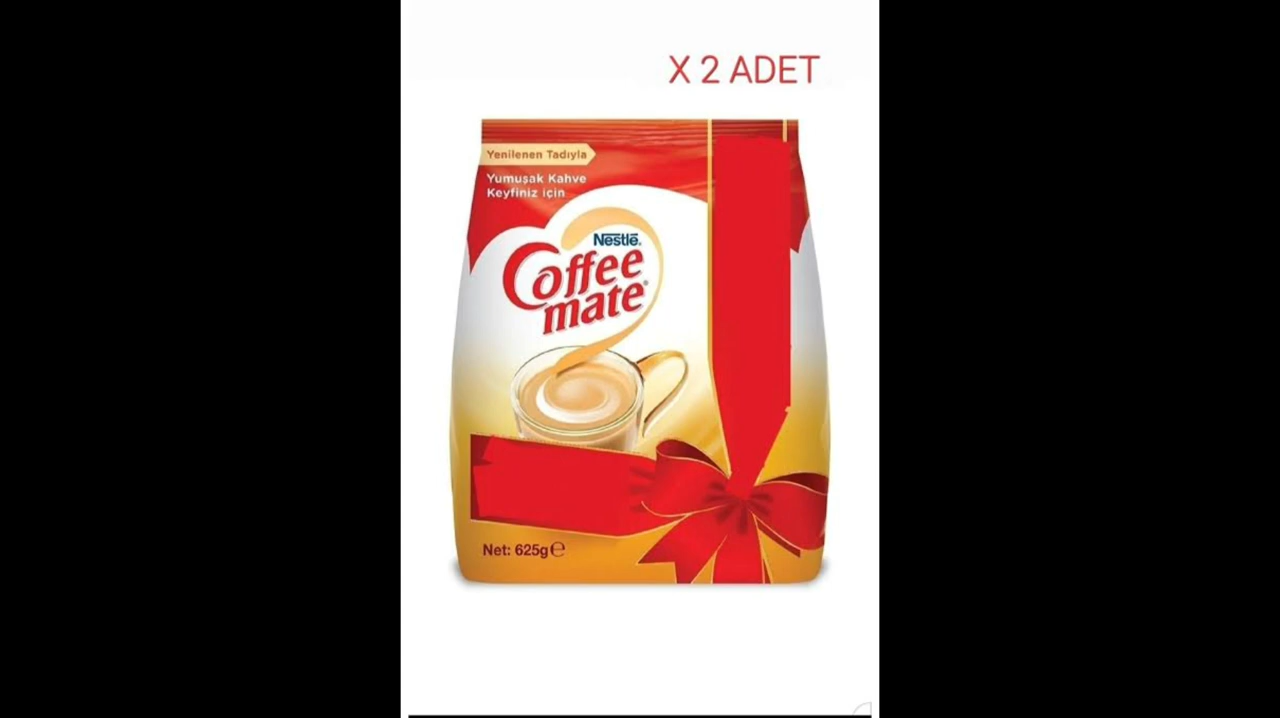 X 2 ADET
Yenilenen Tadıyla
Yumuşak Kahve
Keyfiniz için
Nestlé®
Coffee
mate®
Net: 625g℮